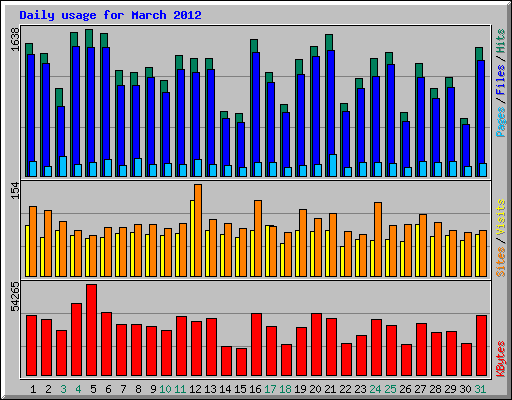 Daily usage for March 2012
1638
Pages / Files / Hits
154
Sites / Visits
54265
KBytes
1 2 3 4 5 6 7 8 9 10 11 12 13 14 15 16 17 18 19 20 21 22 23 24 25 26 27 28 29 30 31